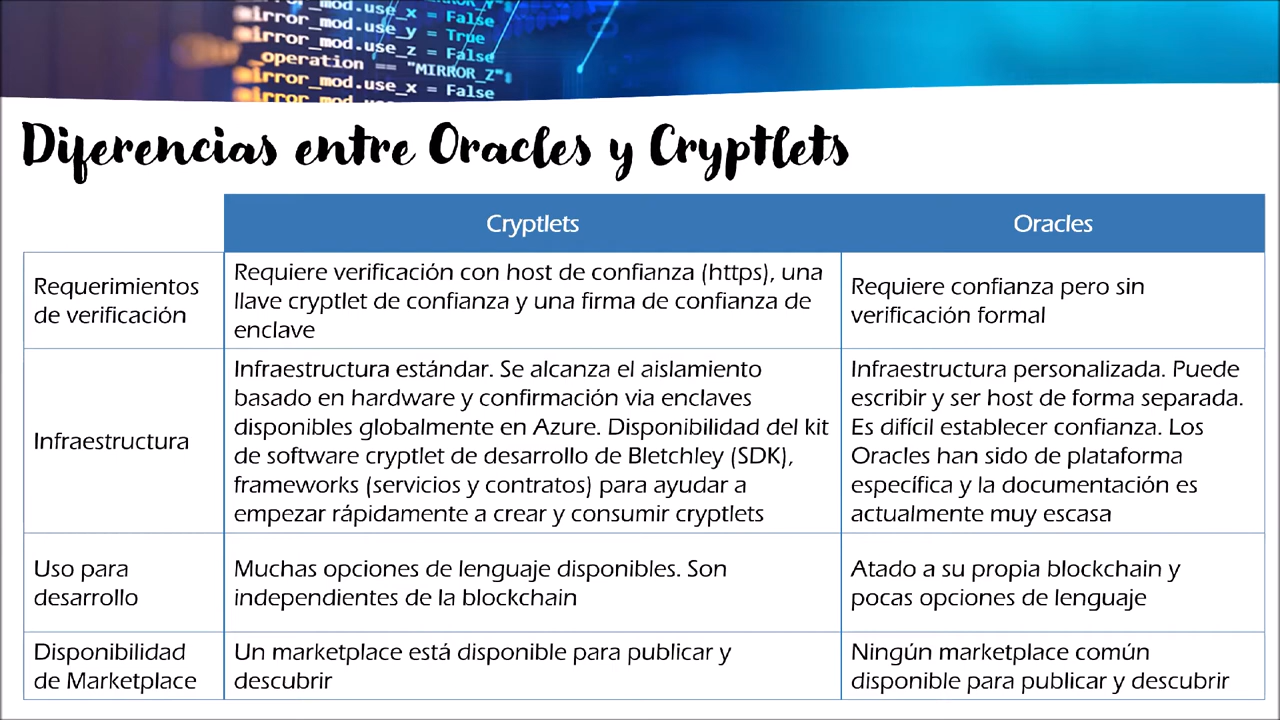 mirror_mod.use_x = False
mirror_mod.use_y = True
mirror_mod.use_z = False
_operation == "MIRROR_Z":
mirror_mod.use_x = False
Diferencias entre Oracles y Cryptlets
Cryptlets
Oracles
Requerimientos
de verificación
Requiere verificación con host de confianza (https), una
llave cryptlet de confianza y una firma de confianza de
enclave
Requiere confianza pero sin
verificación formal
Infraestructura
Infraestructura estándar. Se alcanza el aislamiento
basado en hardware y confirmación via enclaves
disponibles globalmente en Azure. Disponibilidad del kit
de software cryptlet de desarrollo de Bletchley (SDK),
frameworks (servicios y contratos) para ayudar a
empezar rápidamente a crear y consumir cryptlets
Infraestructura personalizada. Puede
escribir y ser host de forma separada.
Es difícil establecer confianza. Los
Oracles han sido de plataforma
específica y la documentación es
actualmente muy escasa
Uso para
desarrollo
Muchas opciones de lenguaje disponibles. Son
independientes de la blockchain
Atado a su propia blockchain y
pocas opciones de lenguaje
Disponibilidad
de Marketplace
Un marketplace está disponible para publicar y
descubrir
Ningún marketplace común
disponible para publicar y descubrir